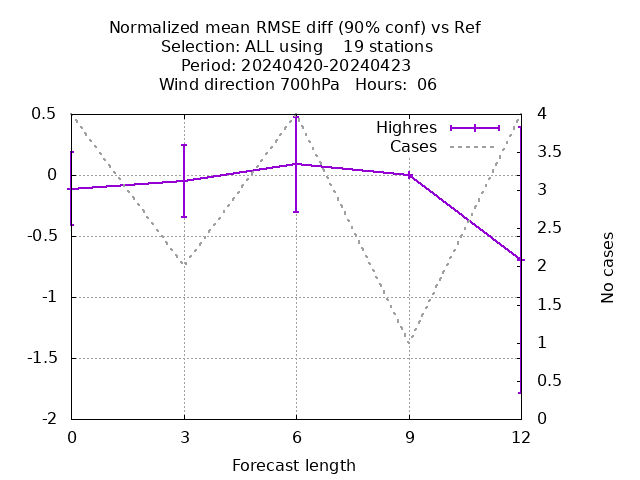 Normalized mean RMSE diff (90% conf) vs Ref
Selection: ALL using    19 stations
Period: 20240420-20240423
Wind direction 700hPa   Hours:  06
Highres
Cases
0.5
0
-0.5
-1
-1.5
-2
4
3.5
3
2.5
2
1.5
1
0.5
0
No cases
0 3 6 9 12
Forecast length